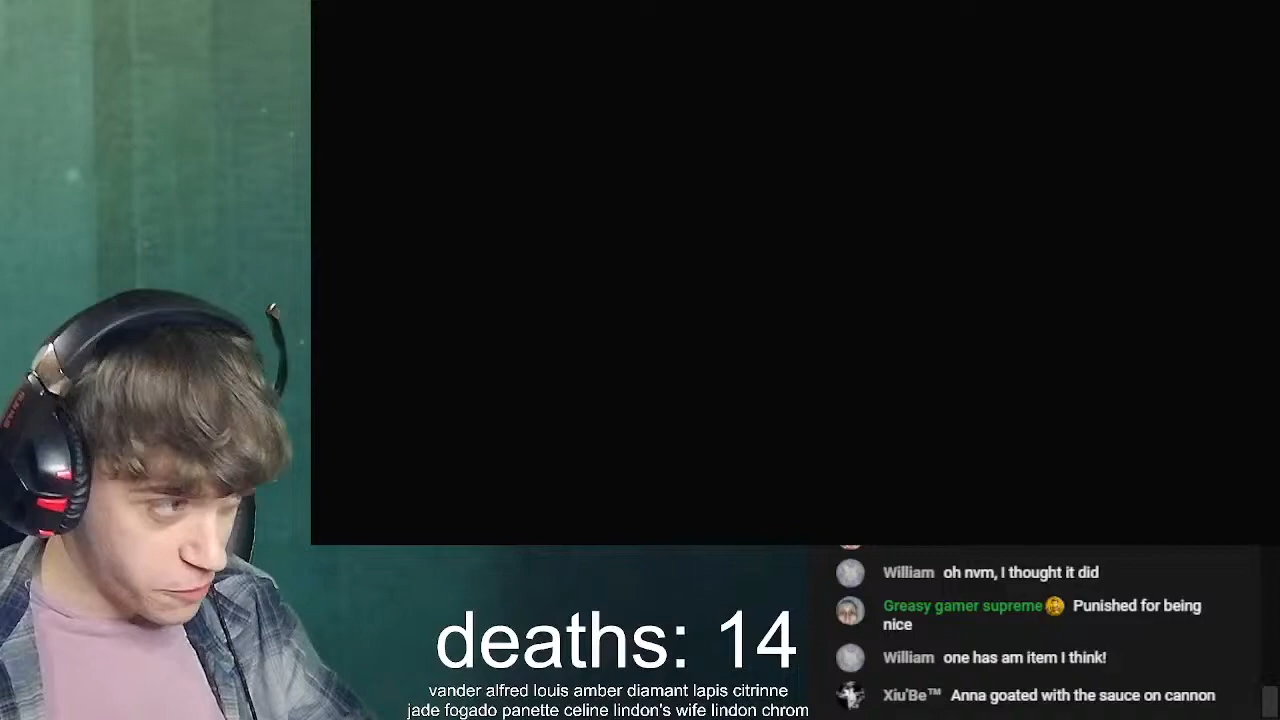 William oh nvm, I thought it did
Greasy gamer supreme Punished for being
nice
William one has am item I think!
Xiu'Be™ Anna goated with the sauce on cannon
deaths: 14
vander alfred louis amber diamant lapis citrinne
jade fogado panette celine lindon's wife lindon chrom